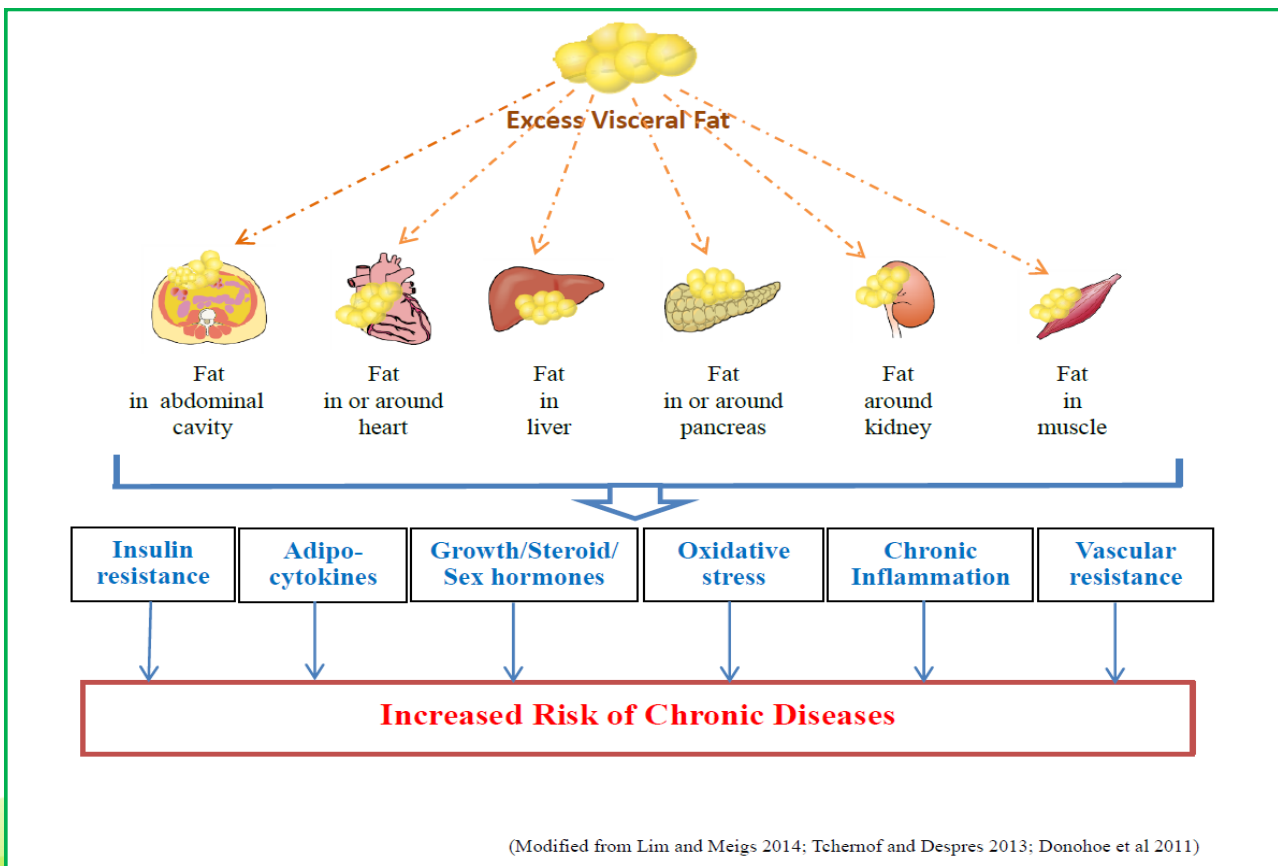 Excess Visceral Fat
Fat
in abdominal
cavity
Fat
in or around
heart
Fat
in
liver
Fat
in or around
pancreas
Fat
around
kidney
Fat
in
muscle
Insulin
resistance
Adipo-
cytokines
Growth/Steroid/
Sex hormones
Oxidative
stress
Chronic
Inflammation
Vascular
resistance
Increased Risk of Chronic Diseases
(Modified from Lim and Meigs 2014; Tchernof and Despres 2013; Donohoe et al 2011)